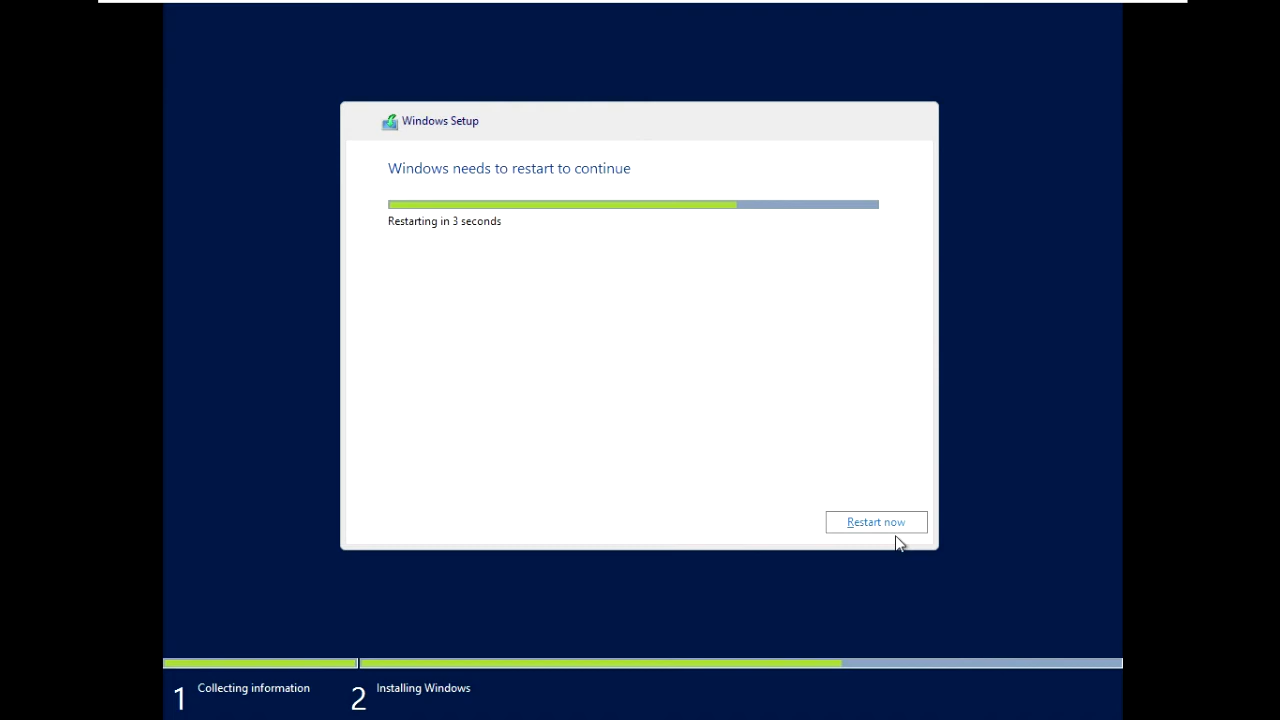 Windows Setup
Windows needs to restart to continue
Restarting in 3 seconds
Restart now
1 Collecting information
2 Installing Windows